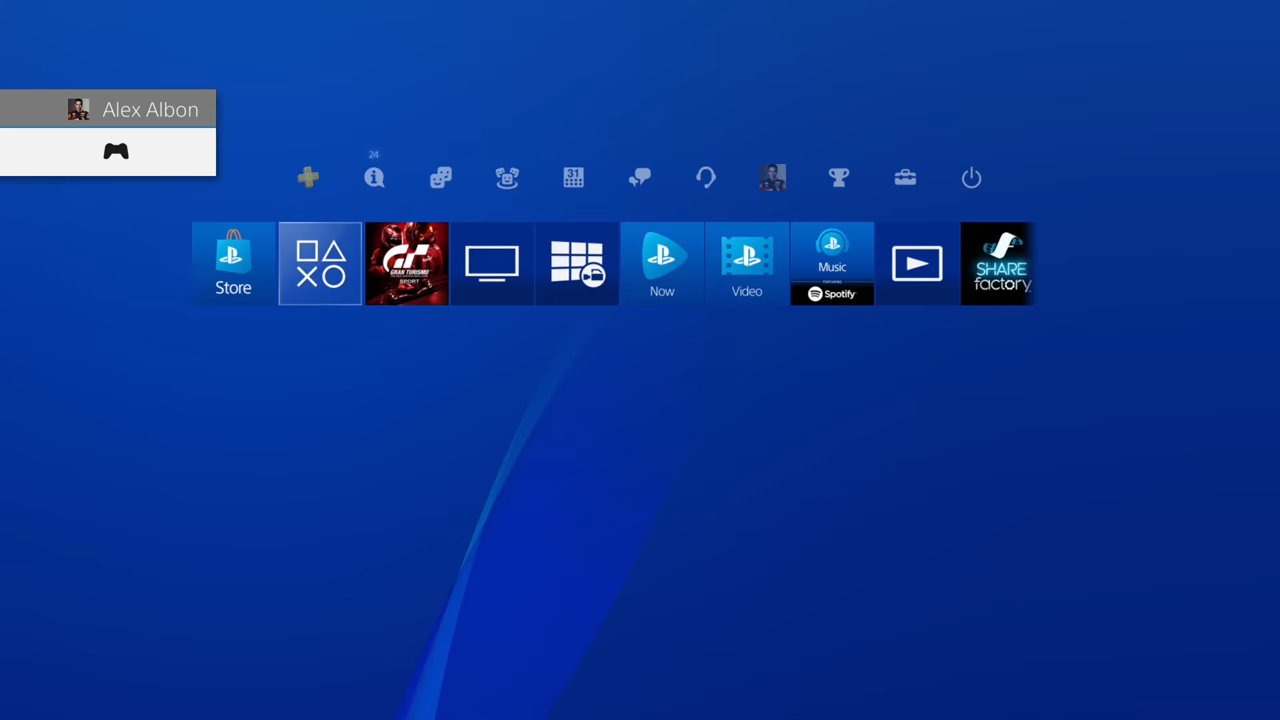 Alex Albon
24
31
Store
GRAN TURISMO
SPORT
Now
Video
Music
Spotify
SHARE
factory